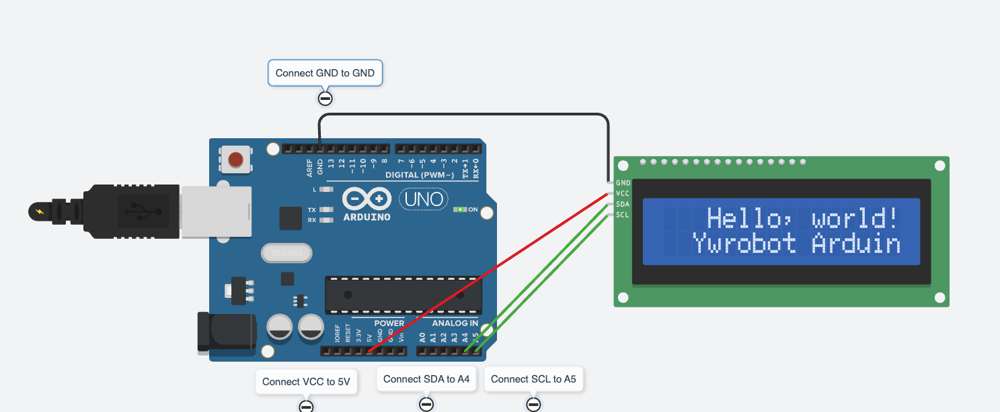 Connect GND to GND
AREF
GND
13
12
~11
~10
~9
8
7
~6
~5
4
~3
2
TX→1
RX←0
DIGITAL (PWM~)
L
TX
RX
UNO
ARDUINO
ON
GND
VCC
SDA
SCL
Hello, world!
Ywrobot Arduin
POWER
ANALOG IN
IOREF
RESET
3.3V
5V
GND
GND
Vin
A0
A1
A2
A3
A4
Connect VCC to 5V
Connect SDA to A4
Connect SCL to A5